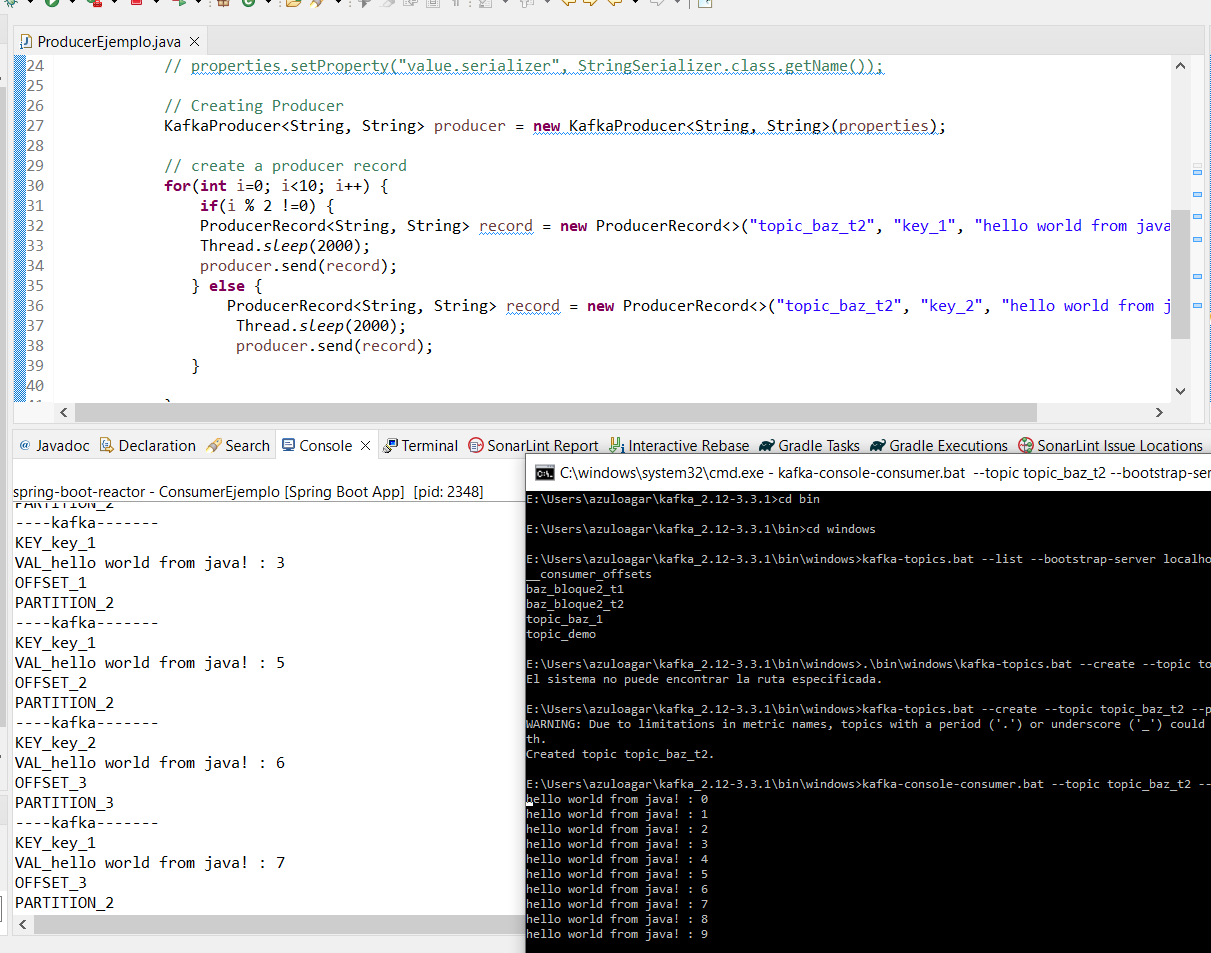 ProducerEjemplo.java
24 // properties.setProperty("value.serializer", StringSerializer.class.getName());
25
26 // Creating Producer
27 KafkaProducer<String, String> producer = new KafkaProducer<String, String>(properties);
28
29 // create a producer record
30 for(int i=0; i<10; i++) {
31 if(i % 2 !=0) {
32 ProducerRecord<String, String> record = new ProducerRecord<>("topic_baz_t2", "key_1", "hello world from java
33 Thread.sleep(2000);
34 producer.send(record);
35 } else {
36 ProducerRecord<String, String> record = new ProducerRecord<>("topic_baz_t2", "key_2", "hello world from j
37 Thread.sleep(2000);
38 producer.send(record);
39 }
40
@ Javadoc Declaration Search Console Terminal SonarLint Report Interactive Rebase Gradle Tasks Gradle Executions SonarLint Issue Locations
spring-boot-reactor - ConsumerEjemplo [Spring Boot App] [pid: 2348]
PARTITION_2
----kafka-------
KEY_key_1
VAL_hello world from java! : 3
OFFSET_1
PARTITION_2
----kafka-------
KEY_key_1
VAL_hello world from java! : 5
OFFSET_2
PARTITION_2
----kafka-------
KEY_key_2
VAL_hello world from java! : 6
OFFSET_3
PARTITION_3
----kafka-------
KEY_key_1
VAL_hello world from java! : 7
OFFSET_3
PARTITION_2
C:\windows\system32\cmd.exe - kafka-console-consumer.bat --topic topic_baz_t2 --bootstrap-ser
E:\Users\azuloagar\kafka_2.12-3.3.1>cd bin
E:\Users\azuloagar\kafka_2.12-3.3.1\bin>cd windows
E:\Users\azuloagar\kafka_2.12-3.3.1\bin\windows>kafka-topics.bat --list --bootstrap-server localho
__consumer_offsets
baz_bloque2_t1
baz_bloque2_t2
topic_baz_1
topic_demo
E:\Users\azuloagar\kafka_2.12-3.3.1\bin\windows>.\bin\windows\kafka-topics.bat --create --topic to
El sistema no puede encontrar la ruta especificada.
E:\Users\azuloagar\kafka_2.12-3.3.1\bin\windows>kafka-topics.bat --create --topic topic_baz_t2 --p
WARNING: Due to limitations in metric names, topics with a period ('.') or underscore ('_') could
th.
Created topic topic_baz_t2.
E:\Users\azuloagar\kafka_2.12-3.3.1\bin\windows>kafka-console-consumer.bat --topic topic_baz_t2 --
hello world from java! : 0
hello world from java! : 1
hello world from java! : 2
hello world from java! : 3
hello world from java! : 4
hello world from java! : 5
hello world from java! : 6
hello world from java! : 7
hello world from java! : 8
hello world from java! : 9